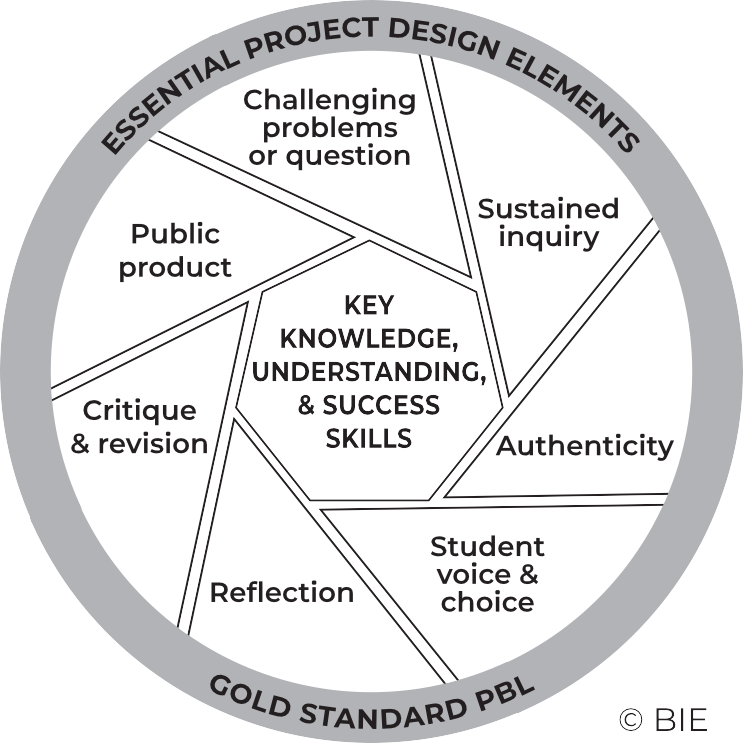 ESSENTIAL PROJECT DESIGN ELEMENTS
Challenging
problems
or question
Sustained
inquiry
Public
product
KEY
KNOWLEDGE,
UNDERSTANDING,
& SUCCESS
SKILLS
Critique
& revision
Authenticity
Student
voice &
choice
Reflection
GOLD STANDARD PBL
© BIE